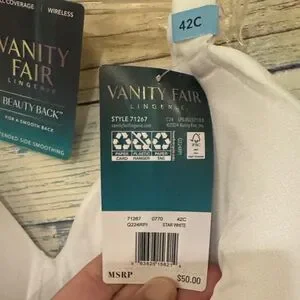 COVERAGE | WIRELESS
VANITY
FAIR
LINGERIE
BEAUTY BACK™
FOR A SMOOTH BACK
SIDE SMOOTHING
42C
VANITY FAIR
LINGERIE
STYLE 71267
PAPER PLASTIC PAPER
CARD HANGER TAG
71267 0770 42C
STAR WHITE
MSRP $50.00